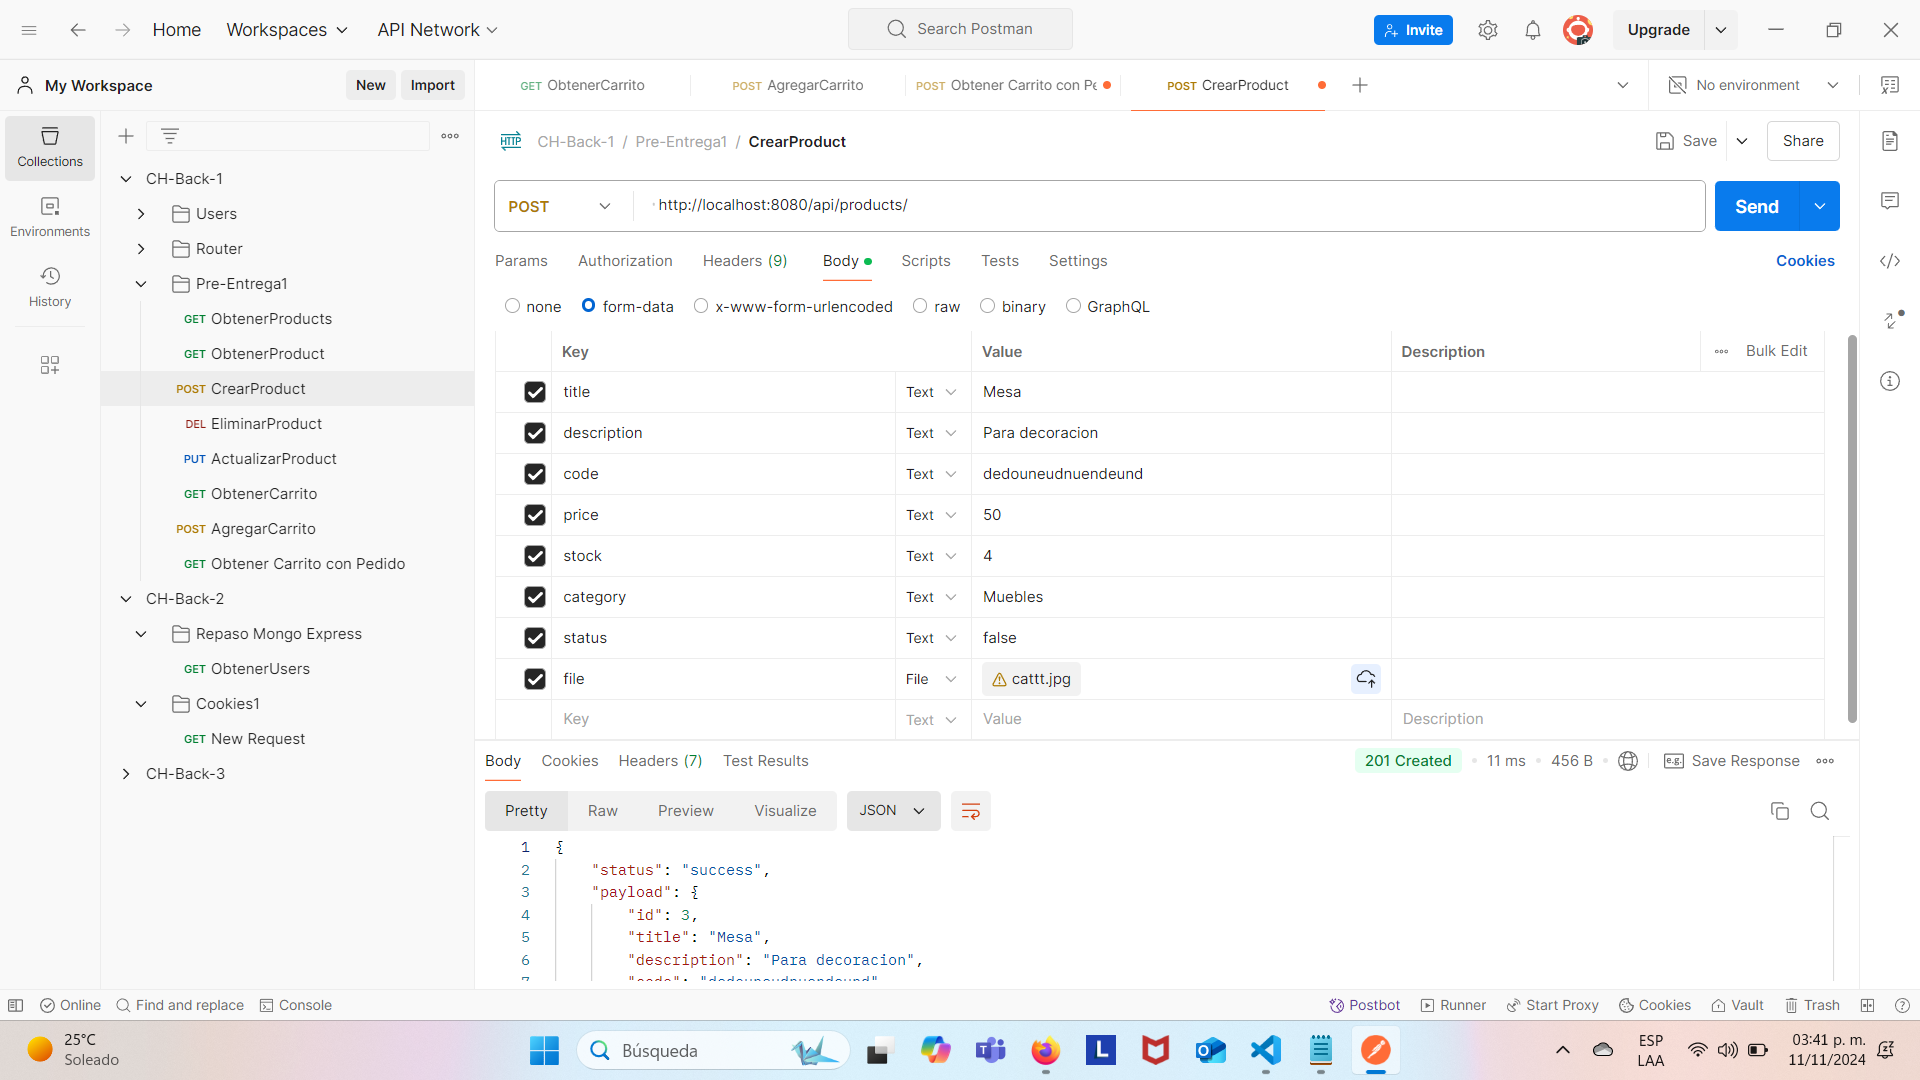 Home
Workspaces
API Network
Search Postman
Invite
Upgrade
My Workspace
New
Import
GET ObtenerCarrito
POST AgregarCarrito
POST Obtener Carrito con Pe
POST CrearProduct
No environment
Collections
Environments
History
CH-Back-1
Users
Router
Pre-Entrega1
GET ObtenerProducts
GET ObtenerProduct
POST CrearProduct
DEL EliminarProduct
PUT ActualizarProduct
GET ObtenerCarrito
POST AgregarCarrito
GET Obtener Carrito con Pedido
CH-Back-2
Repaso Mongo Express
GET ObtenerUsers
Cookies1
GET New Request
CH-Back-3
HTTP CH-Back-1 / Pre-Entrega1 / CrearProduct
Save
Share
POST
http://localhost:8080/api/products/
Send
Params
Authorization
Headers (9)
Body
Scripts
Tests
Settings
Cookies
none
form-data
x-www-form-urlencoded
raw
binary
GraphQL
Key
Value
Description
Bulk Edit
title Text Mesa
description Text Para decoracion
code Text dedouneudnuendeund
price Text 50
stock Text 4
category Text Muebles
status Text false
file File cattt.jpg
Key Text Value Description
Body
Cookies
Headers (7)
Test Results
201 Created
11 ms
456 B
e.g. Save Response
Pretty
Raw
Preview
Visualize
JSON
1 {
2 "status": "success",
3 "payload": {
4 "id": 3,
5 "title": "Mesa",
6 "description": "Para decoracion",
7 "code": "dedouneudnuendeund"
Online
Find and replace
Console
Postbot
Runner
Start Proxy
Cookies
Vault
Trash
25°C
Soleado
Búsqueda
L
ESP
LAA
03:41 p. m.
11/11/2024